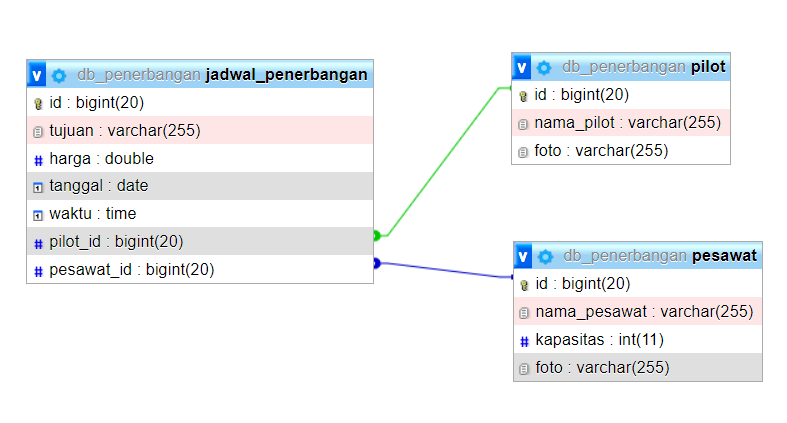 v db_penerbangan jadwal_penerbangan
id : bigint(20)
tujuan : varchar(255)
# harga : double
tanggal : date
waktu : time
# pilot_id : bigint(20)
# pesawat_id : bigint(20)
v db_penerbangan pilot
id : bigint(20)
nama_pilot : varchar(255)
foto : varchar(255)
v db_penerbangan pesawat
id : bigint(20)
nama_pesawat : varchar(255)
# kapasitas : int(11)
foto : varchar(255)